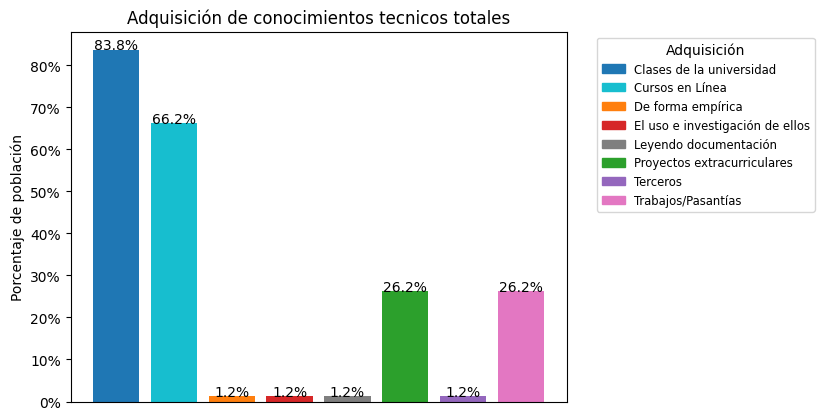 Adquisición de conocimientos tecnicos totales
Porcentaje de población
80%
70%
60%
50%
40%
30%
20%
10%
0%
83.8%
66.2%
1.2%
1.2%
1.2%
26.2%
1.2%
26.2%
Adquisición
Clases de la universidad
Cursos en Línea
De forma empírica
El uso e investigación de ellos
Leyendo documentación
Proyectos extracurriculares
Terceros
Trabajos/Pasantías